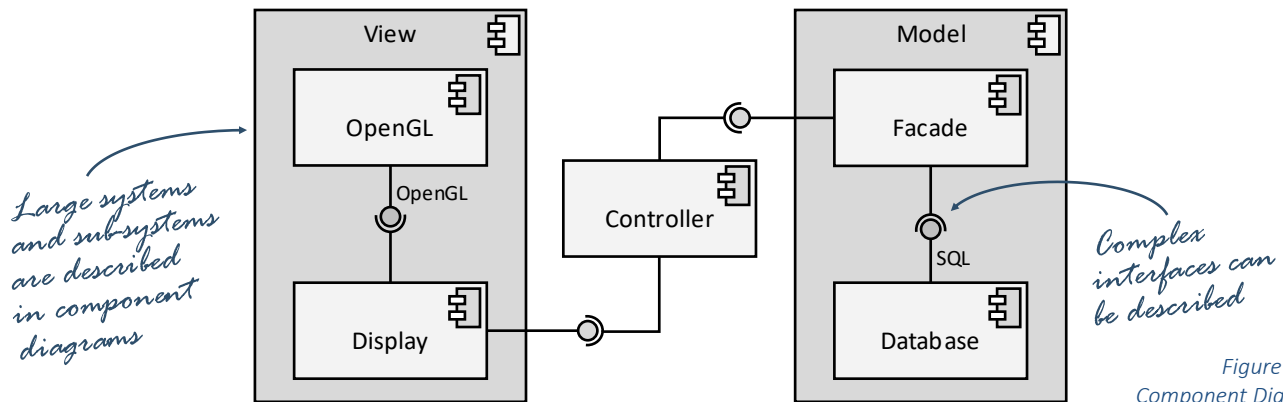 View
Model
OpenGL
Facade
OpenGL
Controller
SQL
Display
Database
Large systems
and sub-systems
are described
in component
diagrams
Complex
interfaces can
be described
Figure
Component Dia